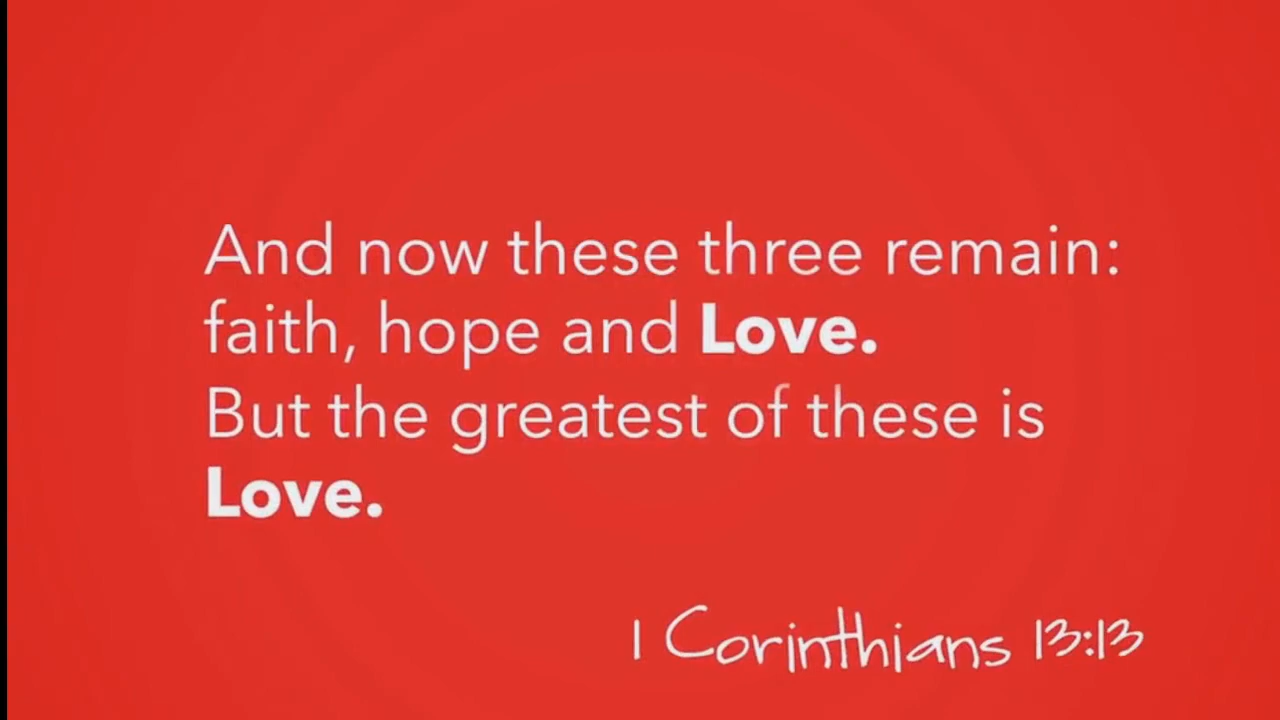 And now these three remain:
faith, hope and Love.
But the greatest of these is
Love.
1 Corinthians 13:13